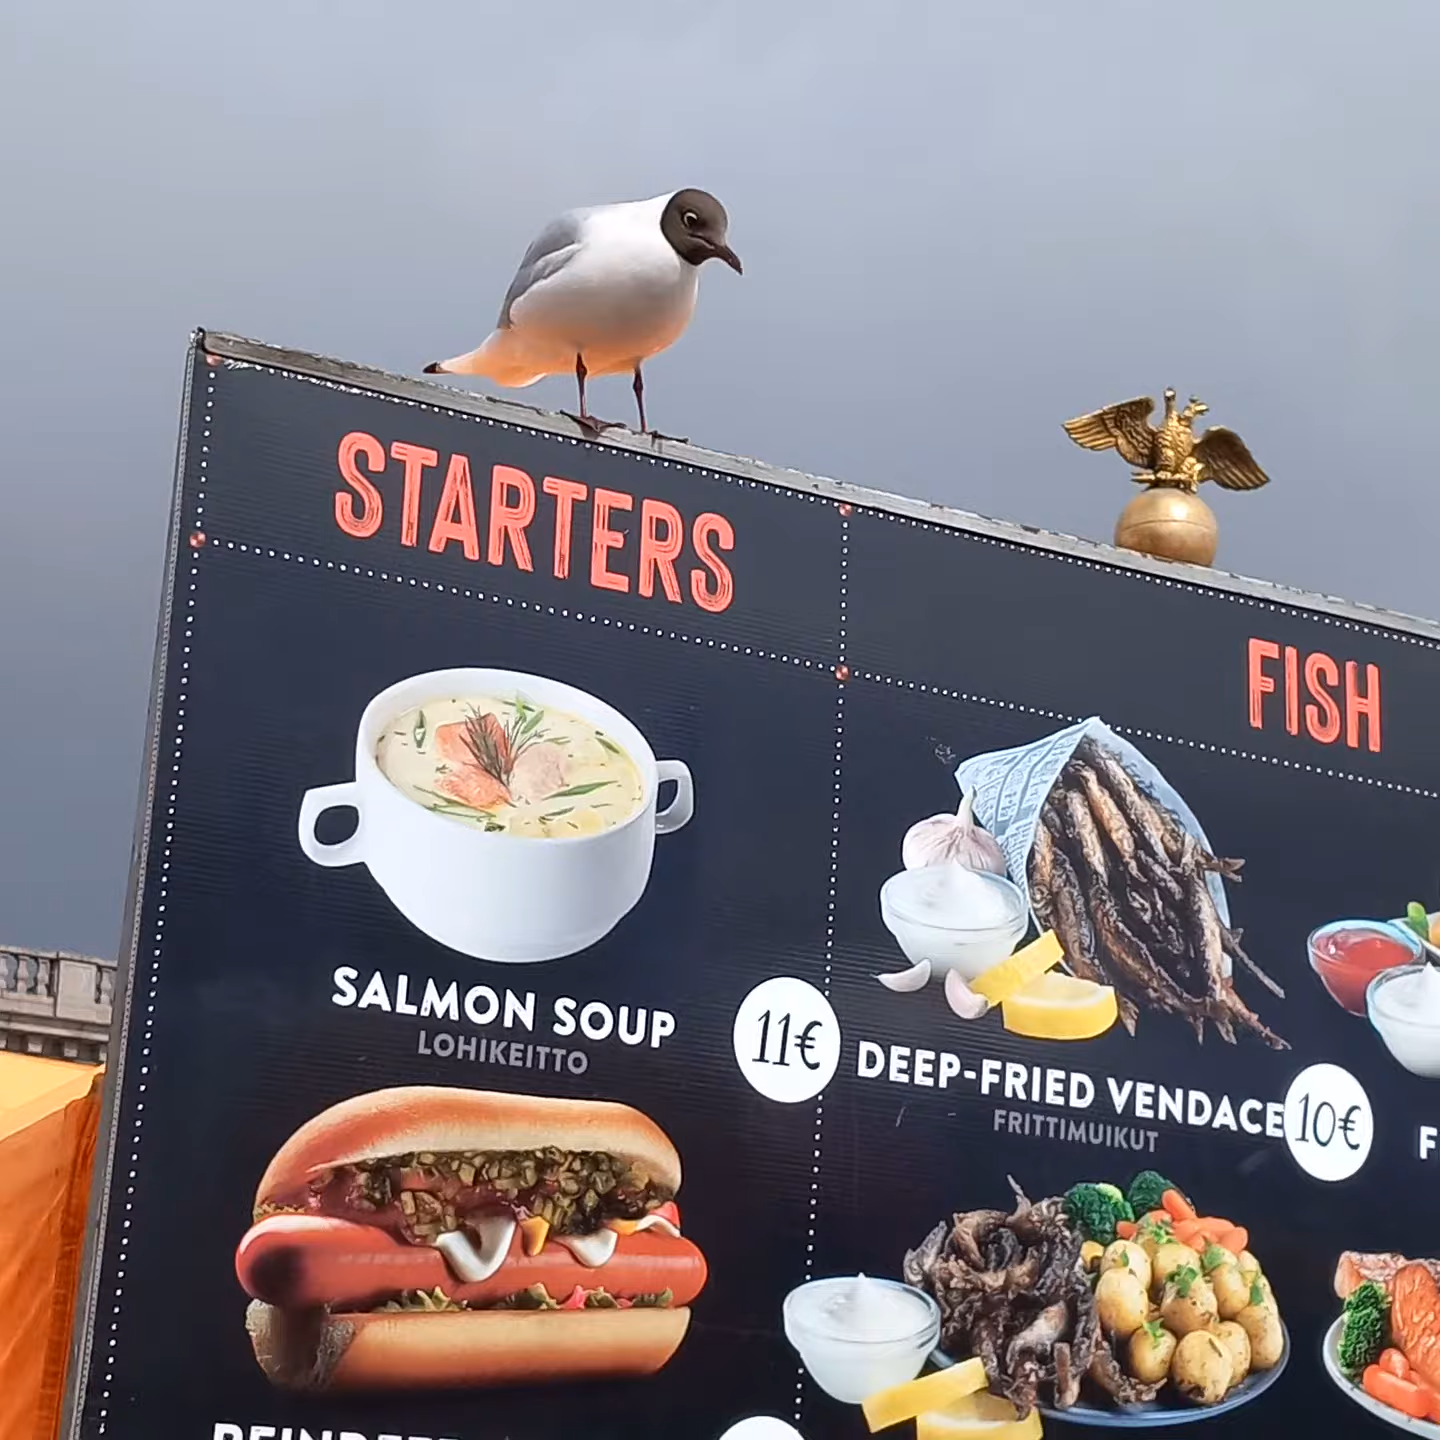 STARTERS
FISH
SALMON SOUP
LOHIKEITTO
11€
DEEP-FRIED VENDACE
FRITTIMUIKUT
10€